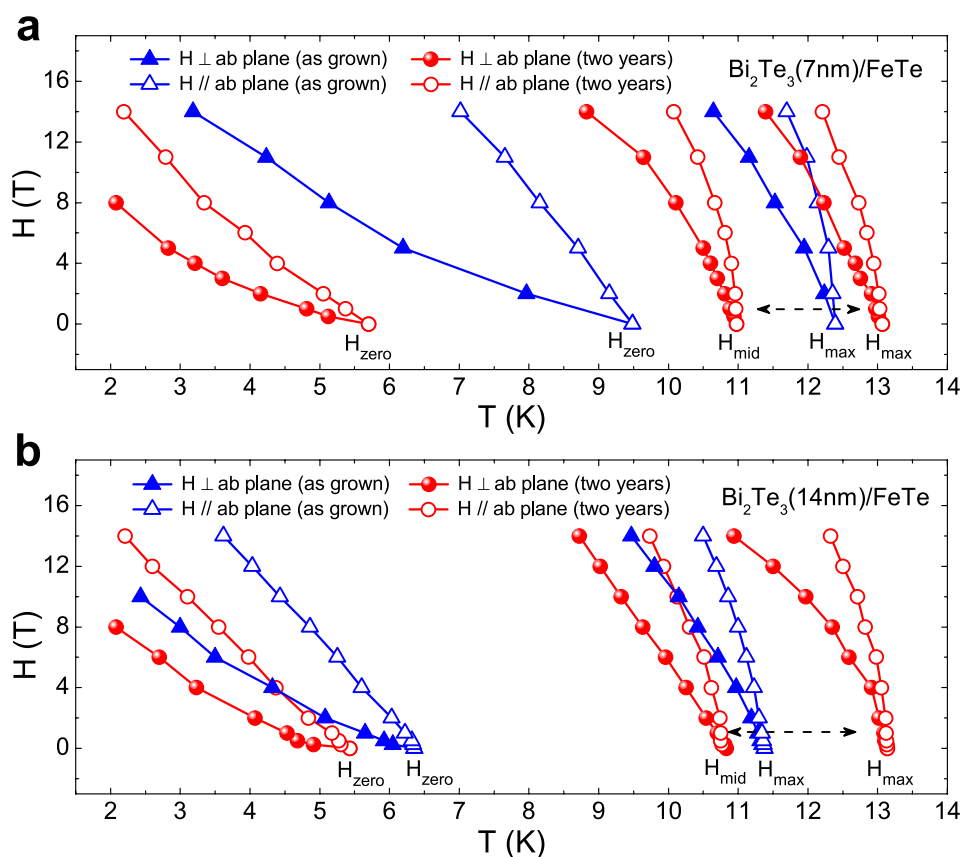 a
H ⊥ ab plane (as grown) H ⊥ ab plane (two years)
H // ab plane (as grown) H // ab plane (two years)
Bi2Te3(7nm)/FeTe
16
12
8
4
0
H (T)
Hzero Hzero Hmid Hmax Hmax
2 3 4 5 6 7 8 9 10 11 12 13 14
T (K)
b
H ⊥ ab plane (as grown) H ⊥ ab plane (two years)
H // ab plane (as grown) H // ab plane (two years)
Bi2Te3(14nm)/FeTe
16
12
8
4
0
H (T)
Hzero Hzero Hmid Hmax Hmax
2 3 4 5 6 7 8 9 10 11 12 13 14
T (K)